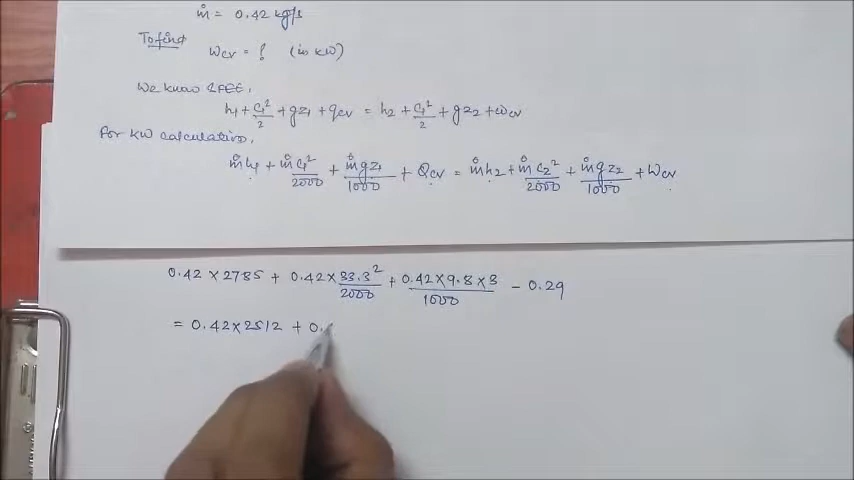 ṁ = 0.42 kg/s
To find
Wcv = ? (in kW)
We know SFEE,
h₁ + C₁²/2 + gz₁ + qcv = h₂ + C₂²/2 + gz₂ + wcv
For kW calculation,
ṁh₁ + ṁC₁²/2000 + ṁgz₁/1000 + Qcv = ṁh₂ + ṁC₂²/2000 + ṁgz₂/1000 + Wcv
0.42 × 2785 + 0.42 × 33.3²/2000 + 0.42 × 9.8 × 3/1000 - 0.29
= 0.42 × 2512 + 0.